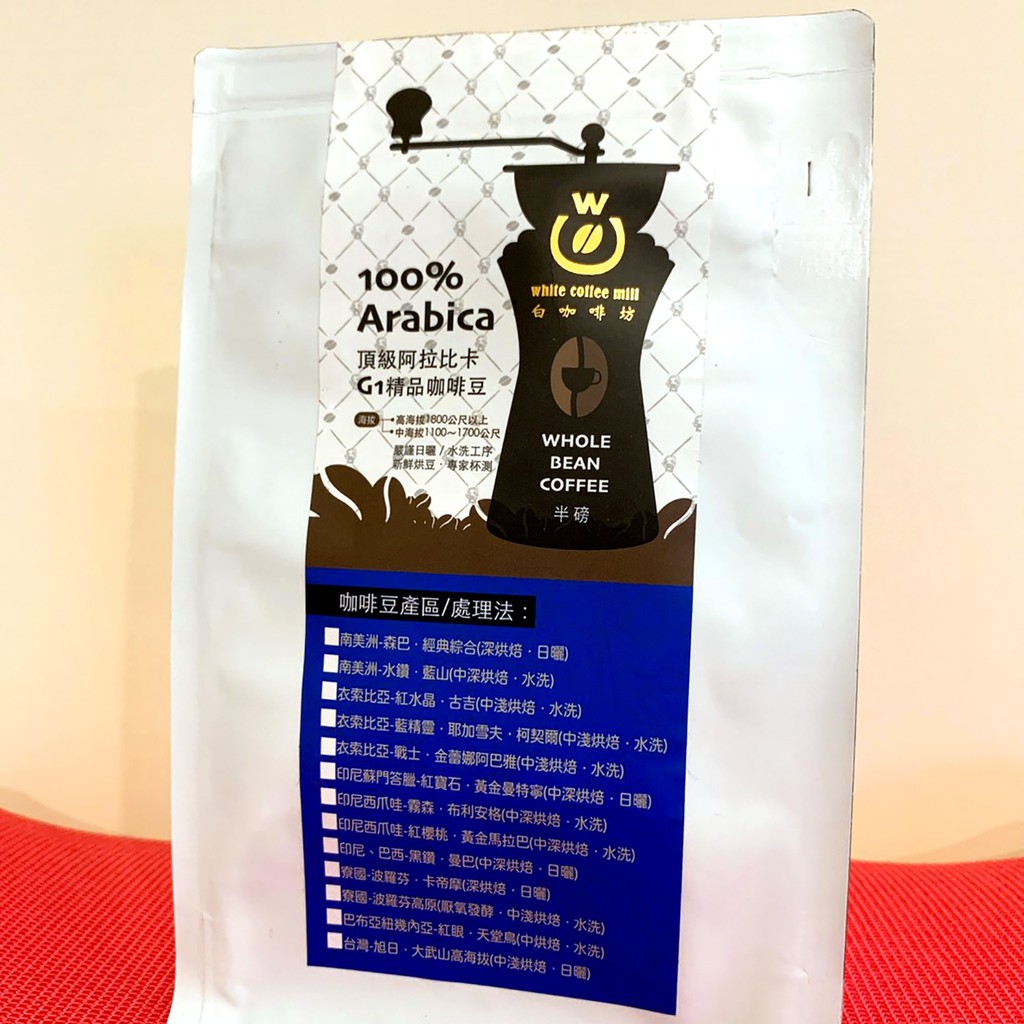 W
white coffee mill
白咖啡坊
100%
Arabica
頂級阿拉比卡
G1精品咖啡豆
海拔 高海拔1800公尺以上
中海拔1100~1700公尺
嚴謹日曬/水洗工序
新鮮烘豆·專家杯測
WHOLE
BEAN
COFFEE
半磅
咖啡豆產區/處理法:
南美洲-森巴·經典綜合(深烘焙·日曬)
南美洲-水鑽·藍山(中深烘焙·水洗)
衣索比亞-紅水晶·古吉(中淺烘焙·水洗)
衣索比亞-藍精靈·耶加雪夫·柯契爾(中淺烘焙·水洗)
衣索比亞-戰士·金蕾娜阿巴雅(中淺烘焙·水洗)
印尼蘇門答臘-紅寶石·黃金曼特寧(中深烘焙·日曬)
印尼西爪哇-霧森·布利安格(中深烘焙·水洗)
印尼西爪哇-紅櫻桃·黃金馬拉巴(中深烘焙·水洗)
印尼、巴西-黑鑽·曼巴(中深烘焙·日曬)
寮國-波羅芬·卡帝摩(深烘焙·日曬)
寮國-波羅芬高原(厭氧發酵·中淺烘焙·水洗)
巴布亞紐幾內亞-紅眼·天堂鳥(中烘焙·水洗)
台灣-旭日·大武山高海拔(中淺烘焙·日曬)